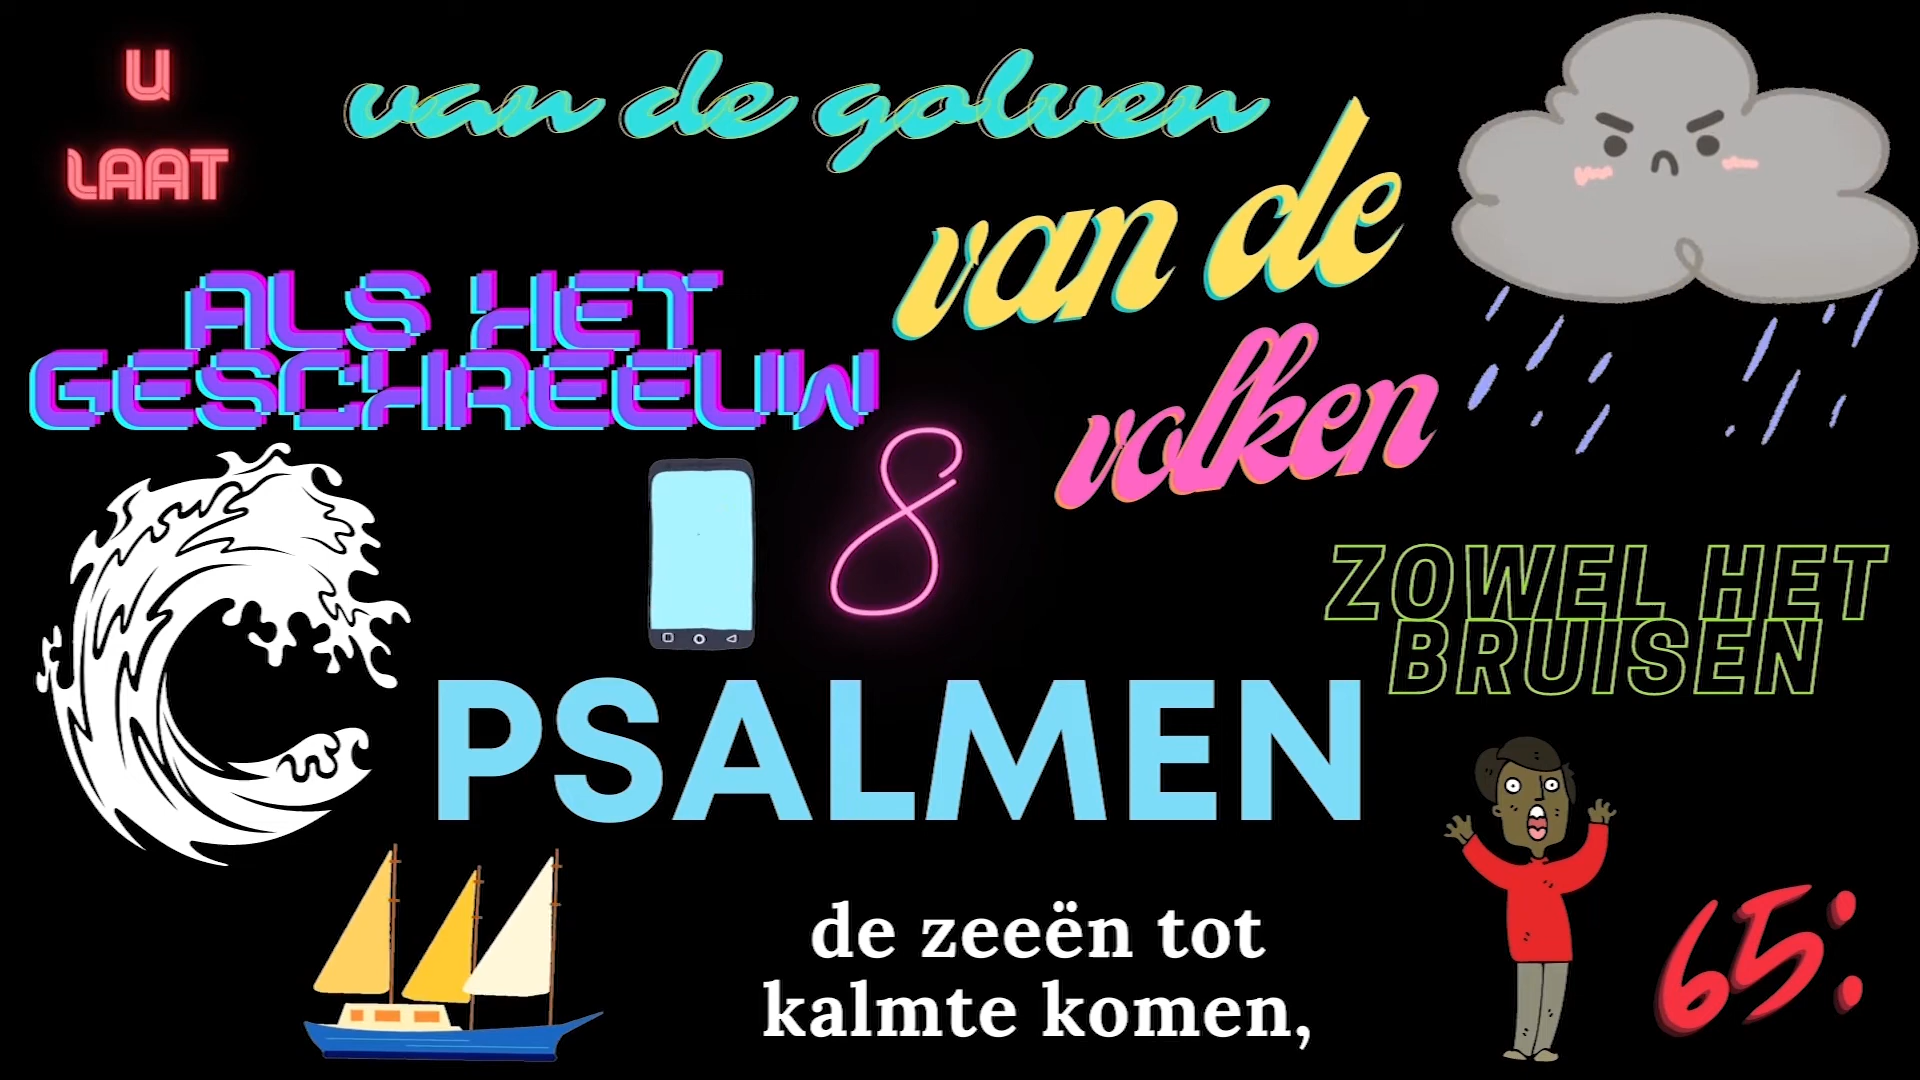 U
LAAT
van de golven
van de
volken
ALS HET
GESCHREEUW
8
ZOWEL HET
BRUISEN
PSALMEN
65:
de zeeën tot
kalmte komen,